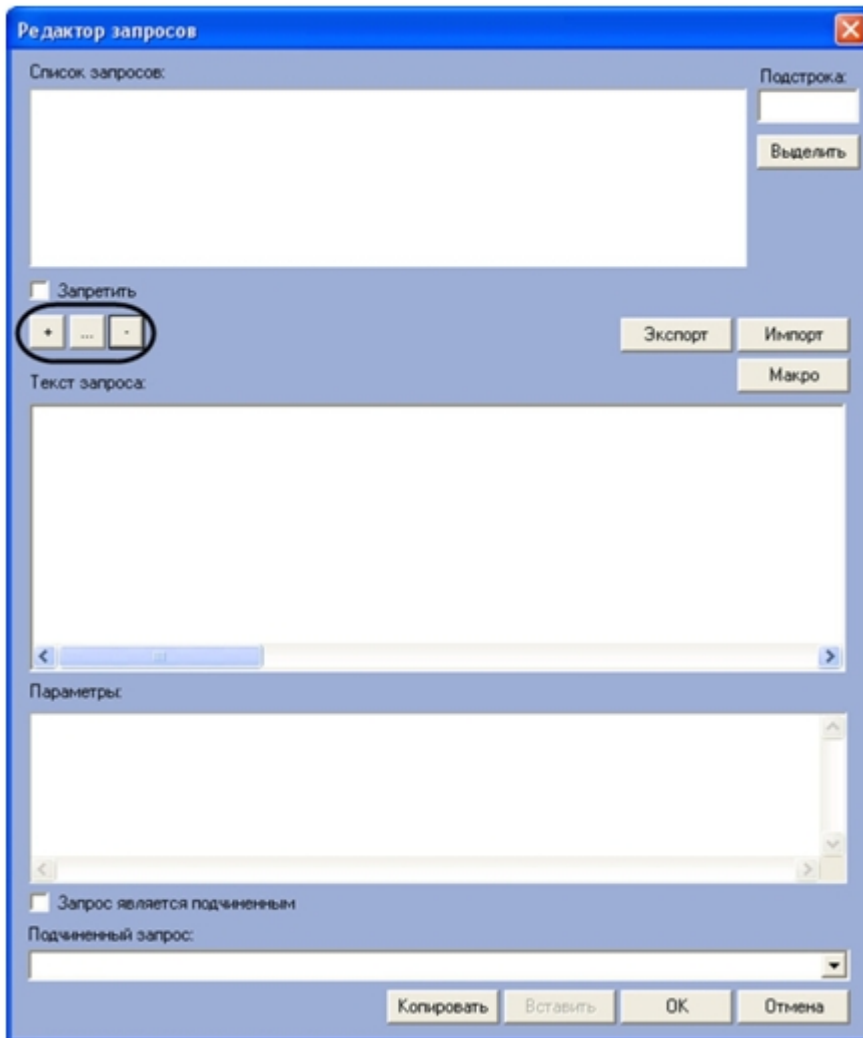 Редактор запросов
Список запросов:
Подстрока:
Выделить
Запретить
+ ... -
Экспорт Импорт
Макро
Текст запроса:
Параметры:
Запрос является подчиненным
Подчиненный запрос:
Копировать Вставить OK Отмена